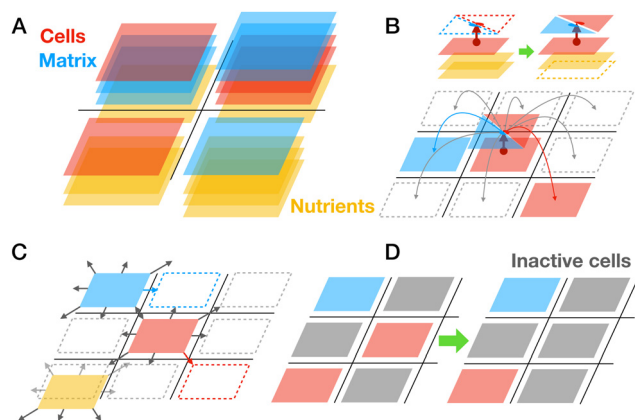 A
Cells
Matrix
Nutrients
B
C
D
Inactive cells